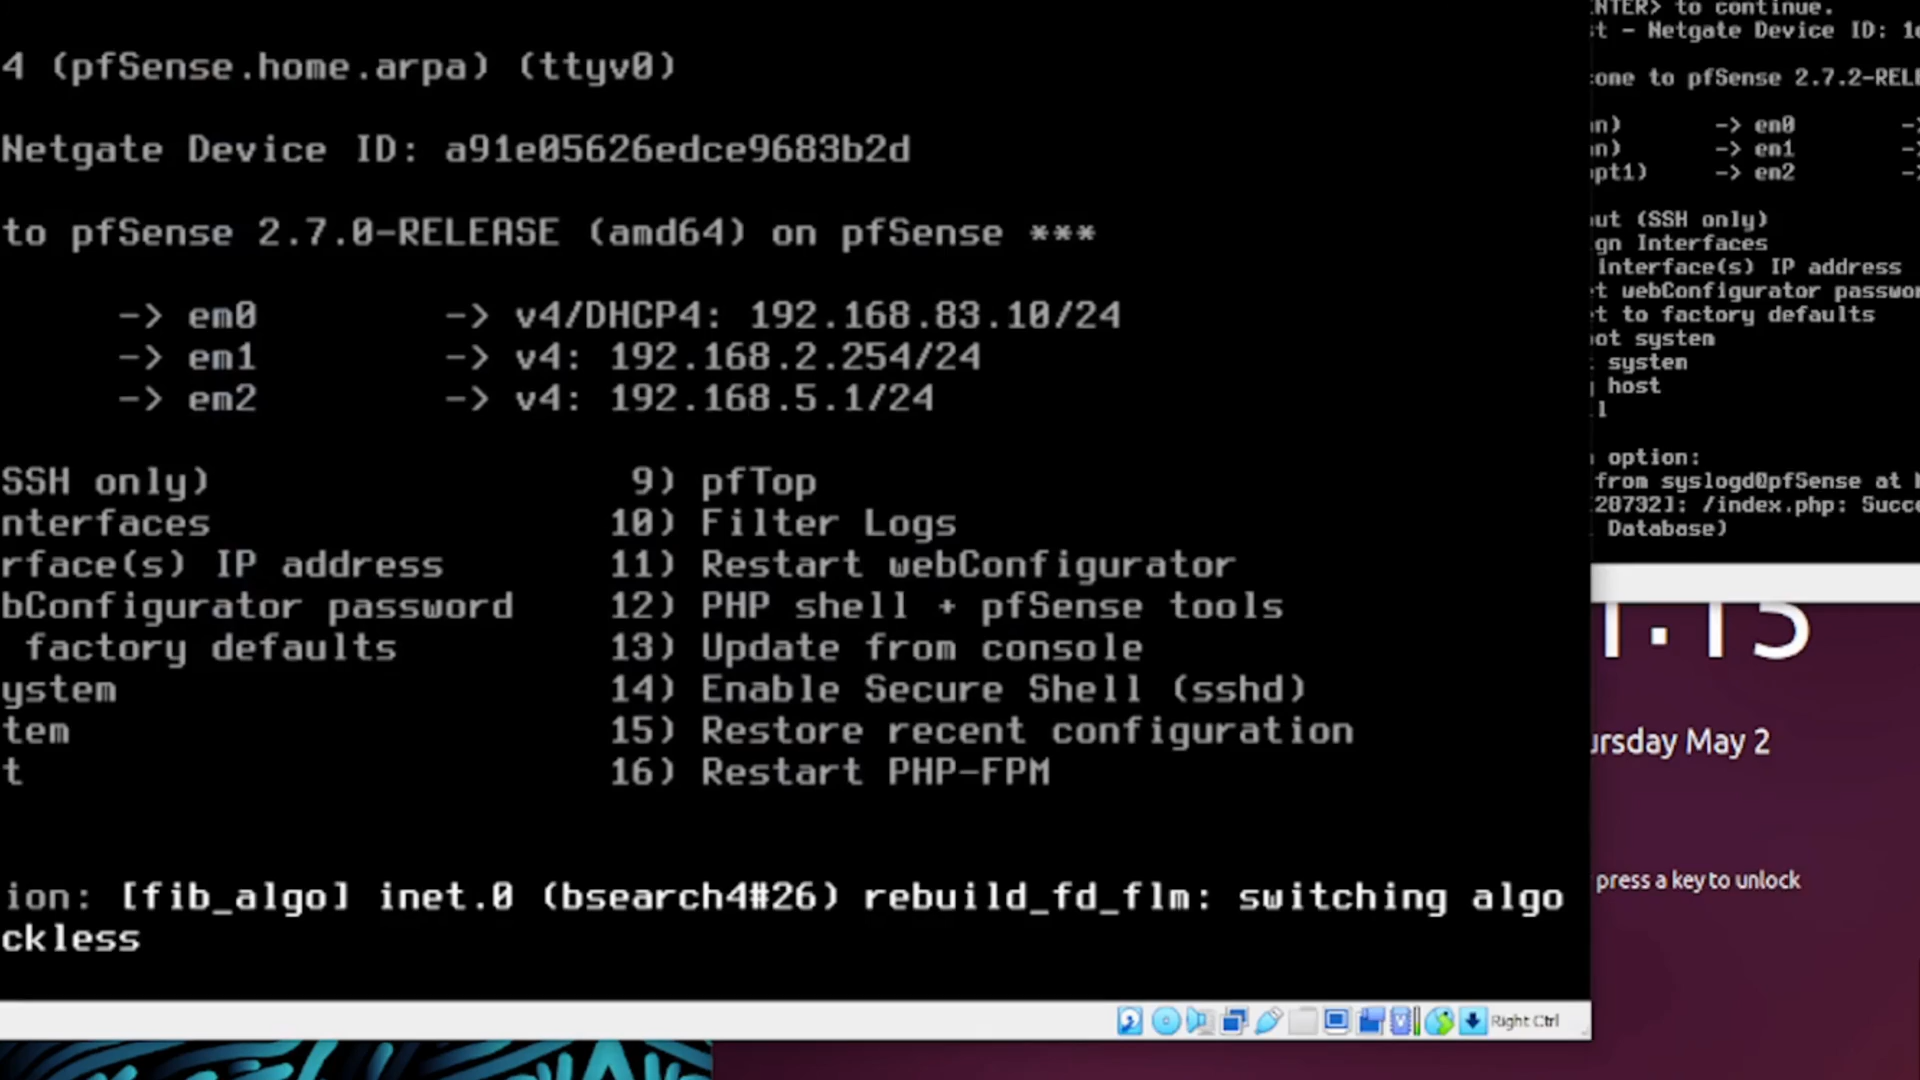 4 (pfSense.home.arpa) (ttyv0)
Netgate Device ID: a91e05626edce9683b2d
to pfSense 2.7.0-RELEASE (amd64) on pfSense ***
-> em0 -> v4/DHCP4: 192.168.83.10/24
-> em1 -> v4: 192.168.2.254/24
-> em2 -> v4: 192.168.5.1/24
SSH only) 9) pfTop
nterfaces 10) Filter Logs
rface(s) IP address 11) Restart webConfigurator
bConfigurator password 12) PHP shell + pfSense tools
factory defaults 13) Update from console
ystem 14) Enable Secure Shell (sshd)
tem 15) Restore recent configuration
t 16) Restart PHP-FPM
ion: [fib_algo] inet.0 (bsearch4#26) rebuild_fd_flm: switching algo
ckless
Right Ctrl
NTER> to continue.
t - Netgate Device ID: 1
ome to pfSense 2.7.2-REL
n) -> em0 ->
n) -> em1 ->
pt1) -> em2 ->
ut (SSH only)
gn Interfaces
interface(s) IP address
t webConfigurator passwor
t to factory defaults
ot system
system
host
l
option:
from syslogd@pfSense at
28732]: /index.php: Succe
Database)
1:15
ursday May 2
press a key to unlock